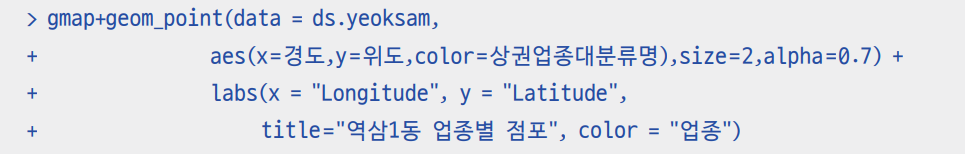 > gmap+geom_point(data = ds.yeoksam,
+ aes(x=경도,y=위도,color=상권업종대분류명),size=2,alpha=0.7) +
+ labs(x = "Longitude", y = "Latitude",
+ title="역삼1동 업종별 점포", color = "업종")